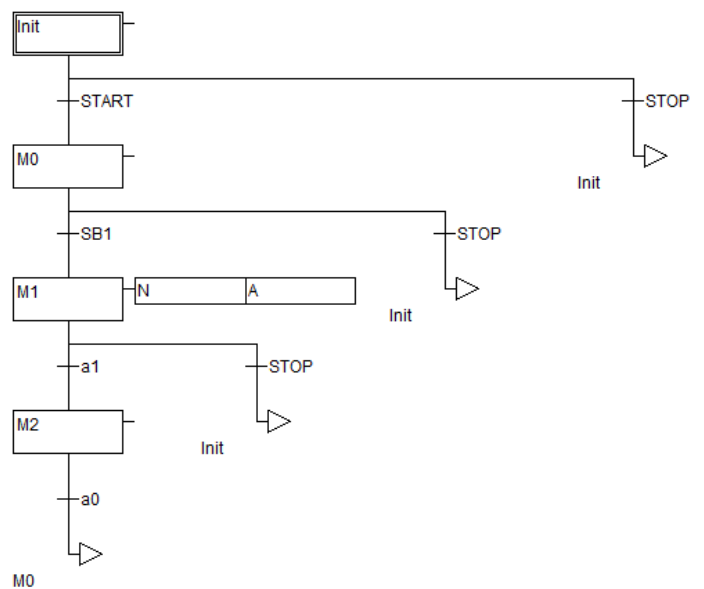 Init
START STOP
M0
Init
SB1 STOP
M1 N A
Init
a1 STOP
M2
Init
a0
M0